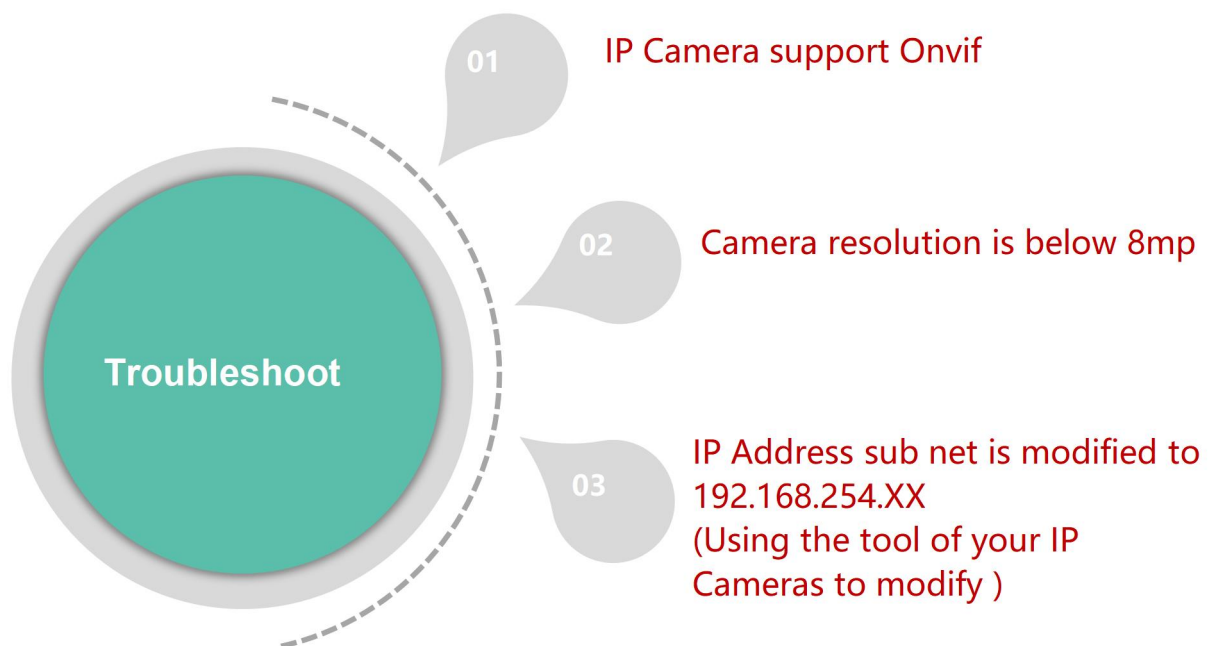 01
IP Camera support Onvif
02
Camera resolution is below 8mp
Troubleshoot
03
IP Address sub net is modified to
192.168.254.XX
(Using the tool of your IP
Cameras to modify )